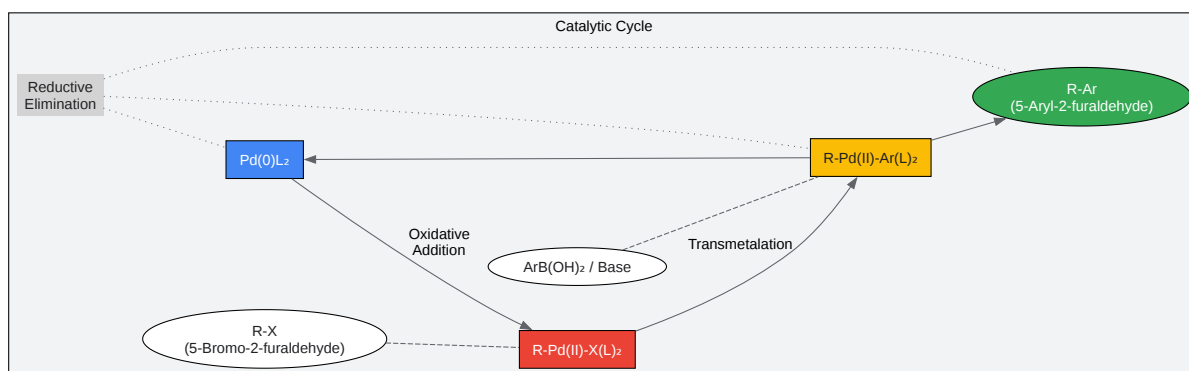 Catalytic Cycle
Reductive
Elimination
R-Ar
(5-Aryl-2-furaldehyde)
Pd(0)L₂
R-Pd(II)-Ar(L)₂
Oxidative
Addition
Transmetalation
ArB(OH)₂ / Base
R-X
(5-Bromo-2-furaldehyde)
R-Pd(II)-X(L)₂